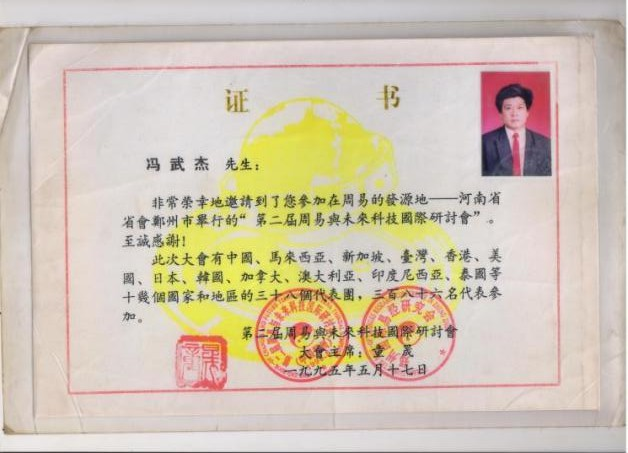 证 书
冯武杰 先生：
非常榮幸地邀請到了您參加在周易的發源地——河南省
省會鄭州市舉行的“第二屆周易與未來科技國際研討會”。
至誠感謝！
此次大會有中國、馬來西亞、新加坡、臺灣、香港、美
國、日本、韓國、加拿大、澳大利亞、印度尼西亞、泰國等
十幾個國家和地區的三十八個代表團，三百八十六名代表參
加。
第二屆周易與未來科技國際研討會
大會主席：童 晟
一九九五年五月十七日